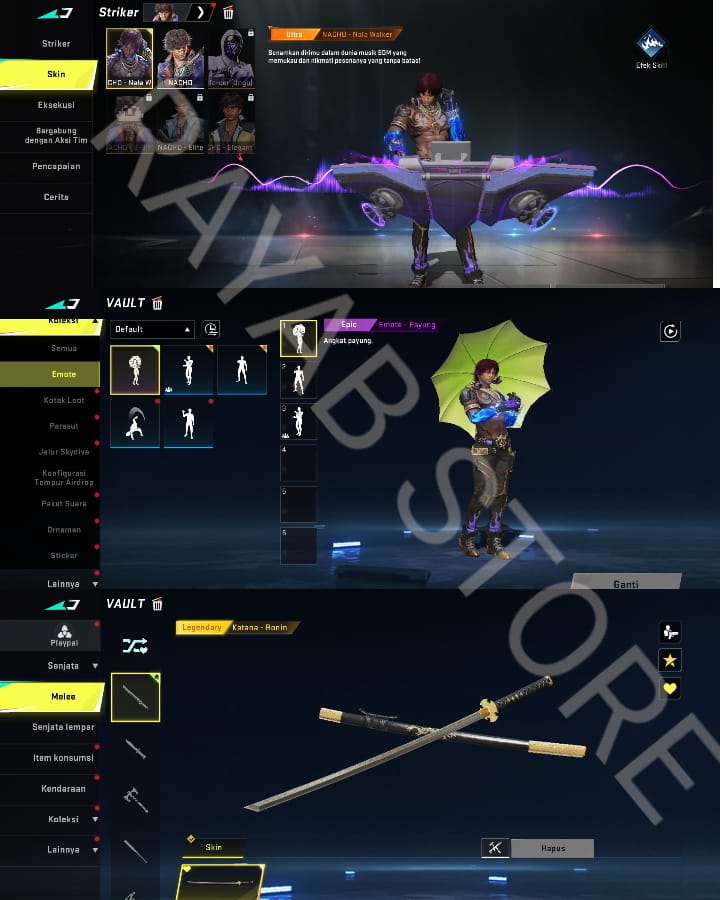 Striker
Striker
Skin
Eksekusi
Bergabung
dengan Aksi Tim
Pencapaian
Cerita
NACHO
NACHO - Elite
Ultra NACHO - Nala Walker
Benamkan dirimu dalam dunia musik EDM yang
memukau dan nikmati pesonanya yang tanpa batas!
Efek Skill
VAULT
Koleksi
Semua
Emote
Kotak Loot
Parasut
Jalur Skydive
Konfigurasi
Tempur Airdrop
Paket Suara
Ornamen
Sticker
Lainnya
Default
1
2
3
4
5
6
Epic Emote - Payung
Angkat payung.
Ganti
VAULT
Playpal
Senjata
Melee
Senjata lempar
Item konsumsi
Kendaraan
Koleksi
Lainnya
Legendary Katana - Ronin
Skin
Hapus
RAYAB STORE